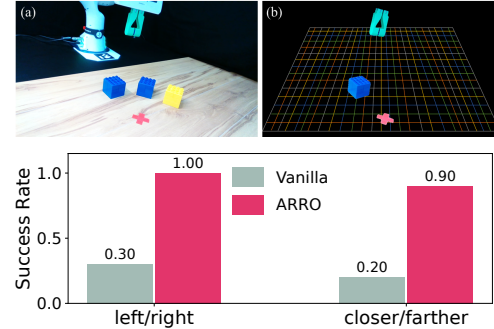 (a)
(b)
Success Rate
1.0
0.5
0.0
0.30
1.00
0.20
0.90
Vanilla
ARRO
left/right
closer/farther